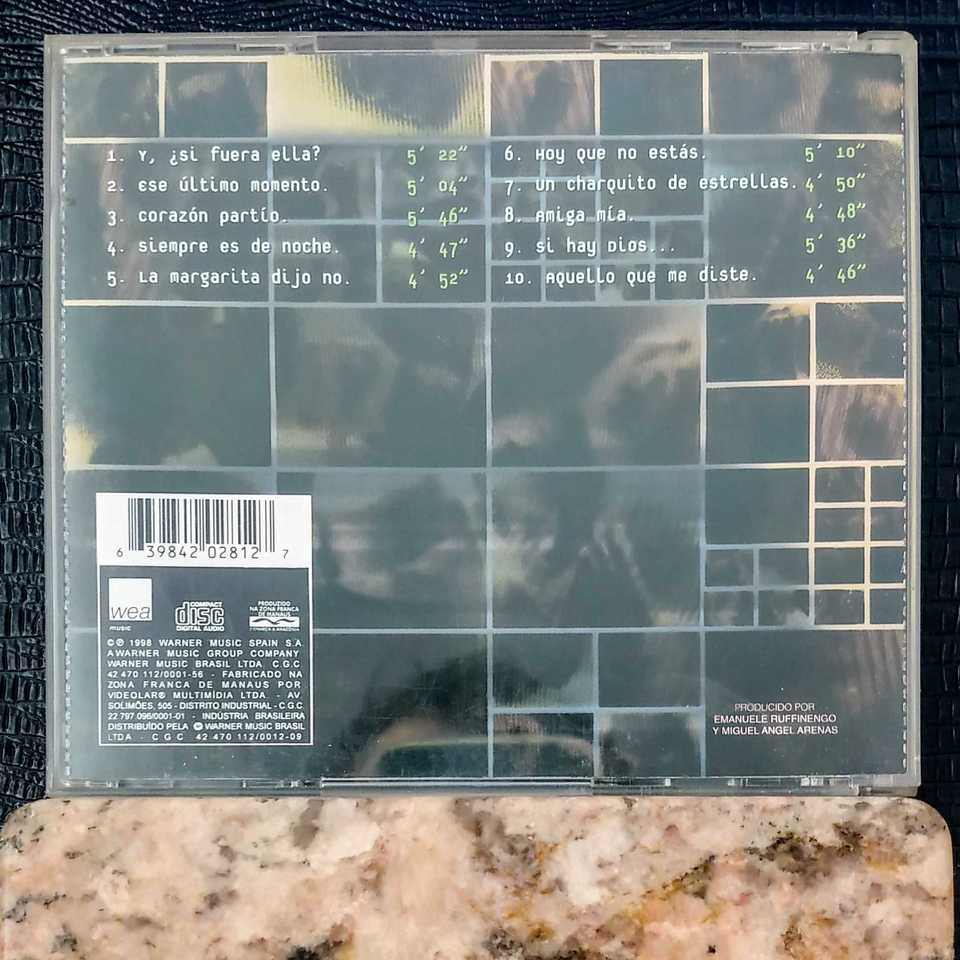 1. Y, ¿si fuera ella? 5' 22"
2. Ese último momento. 5' 04"
3. corazón partío. 5' 46"
4. siempre es de noche. 4' 47"
5. La margarita dijo no. 4' 52"
6. Hoy que no estás. 5' 10"
7. Un charquito de estrellas. 4' 50"
8. Amiga mía. 4' 48"
9. si hay Dios... 5' 36"
10. Aquello que me diste. 4' 46"
6 39842 02812 7
wea
music
COMPACT
disc
DIGITAL AUDIO
PRODUZIDO
NA ZONA FRANCA
DE MANAUS
©℗ 1998 WARNER MUSIC SPAIN S.A
A WARNER MUSIC GROUP COMPANY
WARNER MUSIC BRASIL LTDA C.G.C
42 470 112/0001-56 - FABRICADO NA
ZONA FRANCA DE MANAUS POR
VIDEOLAR® MULTIMÍDIA LTDA. - AV.
SOLIMÕES, 505 - DISTRITO INDUSTRIAL - C.G.C
22 797 096/0001-01 - INDÚSTRIA BRASILEIRA
DISTRIBUÍDO PELA WARNER MUSIC BRASIL
LTDA - C G C 42 470 112/0012-09
PRODUCIDO POR
EMANUELE RUFFINENGO
Y MIGUEL ANGEL ARENAS